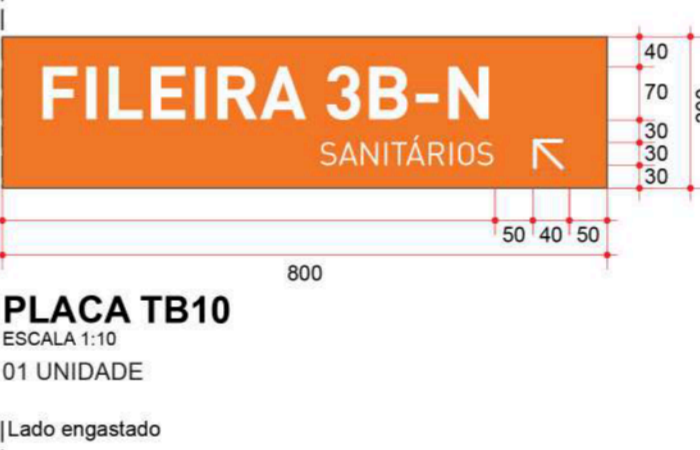 FILEIRA 3B-N
SANITÁRIOS
40
70
30
30
30
50 40 50
800
PLACA TB10
ESCALA 1:10
01 UNIDADE
Lado engastado